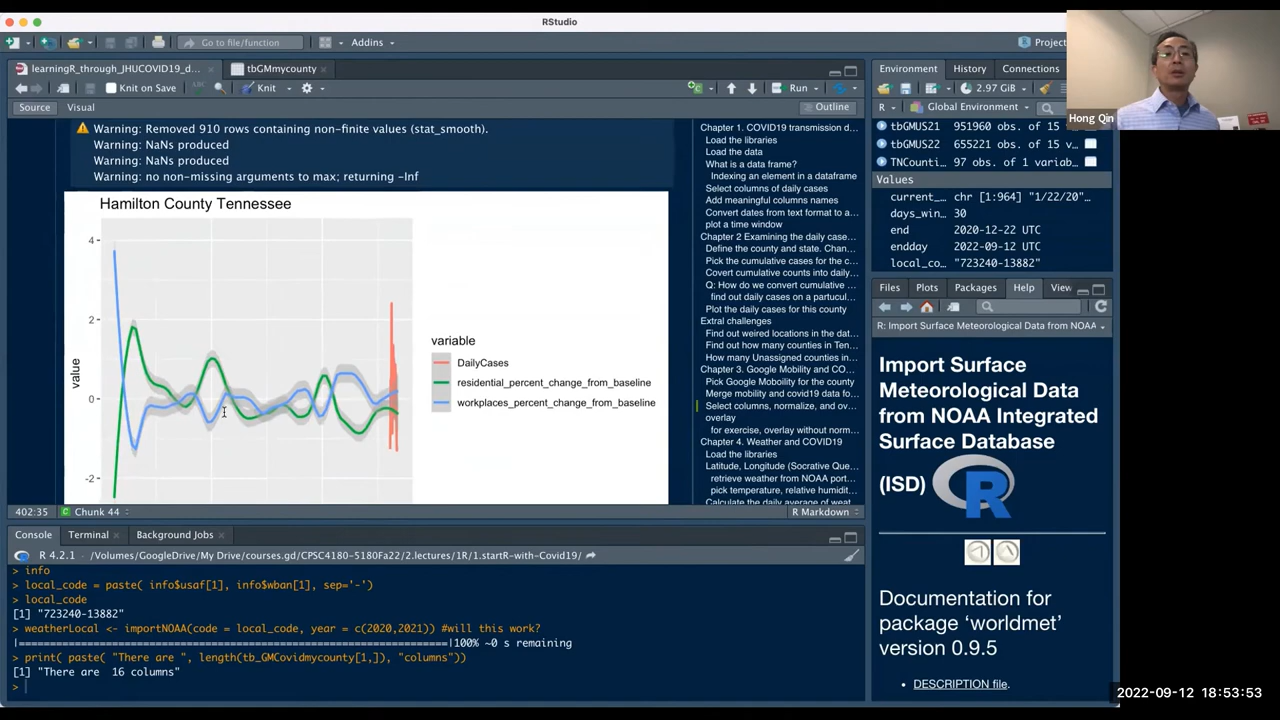 RStudio
Go to file/function
Addins
Project
learningR_through_JHUCOVID19_d...
tbGMmycounty
Knit on Save
Knit
Run
Source
Visual
Outline
Warning: Removed 910 rows containing non-finite values (stat_smooth).
Warning: NaNs produced
Warning: NaNs produced
Warning: no non-missing arguments to max; returning -Inf
Hamilton County Tennessee
4
2
0
-2
value
variable
DailyCases
residential_percent_change_from_baseline
workplaces_percent_change_from_baseline
Chapter 1. COVID19 transmission d...
Load the libraries
Load the data
What is a data frame?
Indexing an element in a dataframe
Select columns of daily cases
Add meaningful columns names
Convert dates from text format to a...
plot a time window
Chapter 2 Examining the daily case...
Define the county and state. Chan...
Pick the cumulative cases for the c...
Covert cumulative counts into daily...
Q: How do we convert cumulative ...
find out daily cases on a partucul...
Plot the daily cases for this county
Extral challenges
Find out weired locations in the dat...
Find out how many counties in Ten...
How many Unassigned counties in...
Chapter 3. Google Mobility and CO...
Pick Google Moboility for the county
Merge mobility and covid19 data fo...
Select columns, normalize, and ov...
overlay
for exercise, overlay without norm...
Chapter 4. Weather and COVID19
Load the libraries
Latitude, Longitude (Socrative Que...
retrieve weather from NOAA port...
pick temperature, relative humidit...
Calculate the daily average of weat...
402:35
Chunk 44
R Markdown
Console
Terminal
Background Jobs
R 4.2.1 · /Volumes/GoogleDrive/My Drive/courses.gd/CPSC4180-5180Fa22/2.lectures/1R/1.startR-with-Covid19/
> info
> local_code = paste( info$usaf[1], info$wban[1], sep='-')
> local_code
[1] "723240-13882"
> weatherLocal <- importNOAA(code = local_code, year = c(2020,2021)) #will this work?
|====================================================================|100% ~0 s remaining
> print( paste( "There are ", length(tb_GMCovidmycounty[1,]), "columns"))
[1] "There are  16 columns"
>
Environment
History
Connections
2.97 GiB
R
Global Environment
tbGMUS21 951960 obs. of 15 v...
tbGMUS22 655221 obs. of 15 v...
TNCounti... 97 obs. of 1 variab...
Values
current_... chr [1:964] "1/22/20"...
days_win... 30
end 2020-12-22 UTC
endday 2022-09-12 UTC
local_co... "723240-13882"
Files
Plots
Packages
Help
View
R: Import Surface Meteorological Data from NOAA
Import Surface
Meteorological Data
from NOAA Integrated
Surface Database
(ISD)
R
Documentation for
package ‘worldmet’
version 0.9.5
DESCRIPTION file.
Hong Qin
2022-09-12 18:53:53